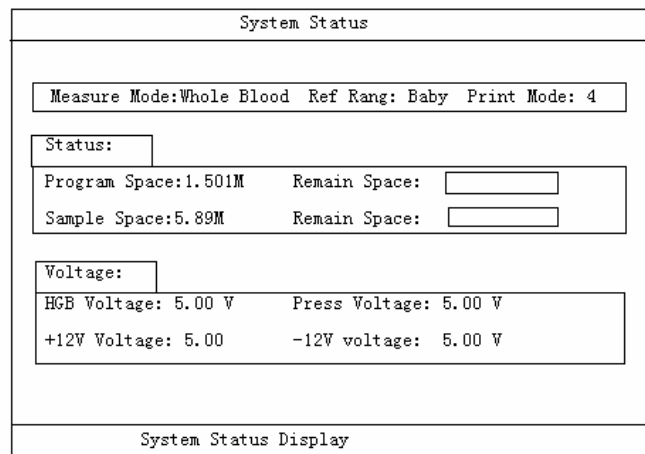 System Status
Measure Mode:Whole Blood Ref Rang: Baby Print Mode: 4
Status:
Program Space:1.501M Remain Space:
Sample Space:5.89M Remain Space:
Voltage:
HGB Voltage: 5.00 V Press Voltage: 5.00 V
+12V Voltage: 5.00 -12V voltage: 5.00 V
System Status Display